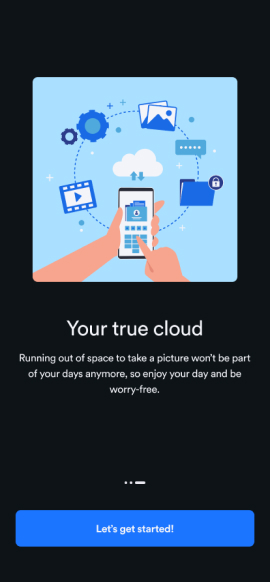 Your true cloud
Running out of space to take a picture won't be part
of your days anymore, so enjoy your day and be
worry-free.
Let's get started!